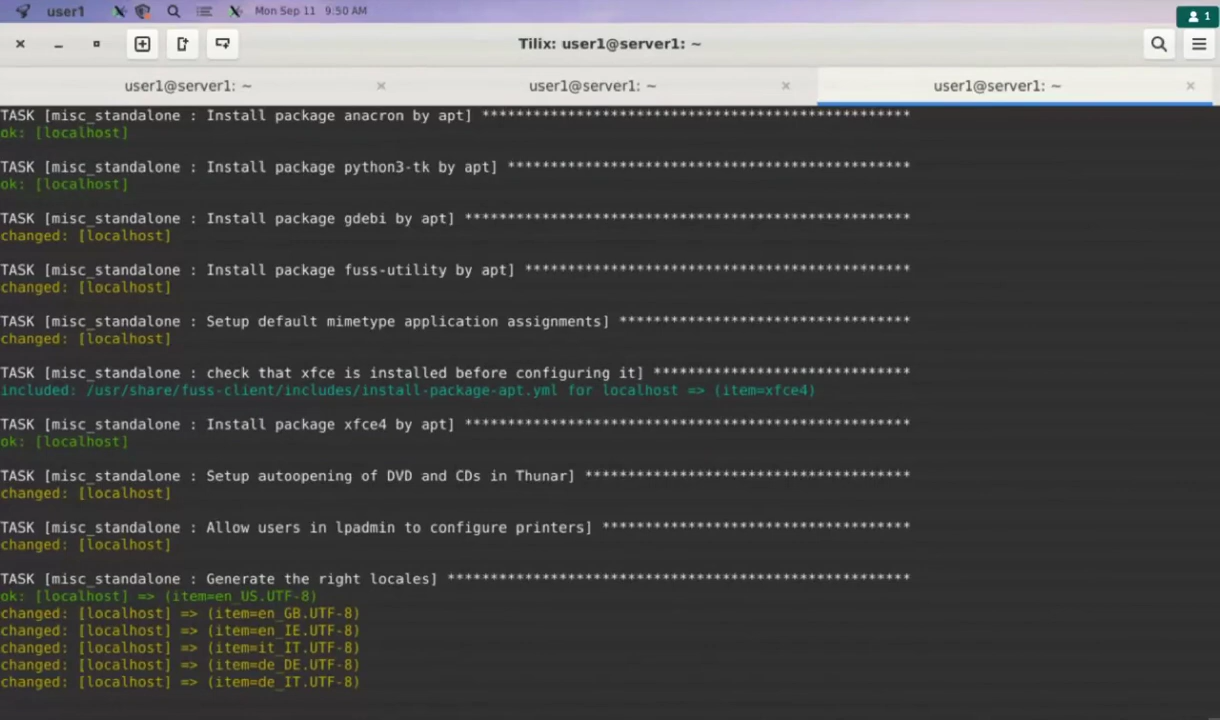 user1 Mon Sep 11 9:50 AM
1
Tilix: user1@server1: ~
user1@server1: ~ × user1@server1: ~ × user1@server1: ~ ×
TASK [misc_standalone : Install package anacron by apt] **************************************************
ok: [localhost]
TASK [misc_standalone : Install package python3-tk by apt] ***********************************************
ok: [localhost]
TASK [misc_standalone : Install package gdebi by apt] ****************************************************
changed: [localhost]
TASK [misc_standalone : Install package fuss-utility by apt] *********************************************
changed: [localhost]
TASK [misc_standalone : Setup default mimetype application assignments] **********************************
changed: [localhost]
TASK [misc_standalone : check that xfce is installed before configuring it] ******************************
included: /usr/share/fuss-client/includes/install-package-apt.yml for localhost => (item=xfce4)
TASK [misc_standalone : Install package xfce4 by apt] ****************************************************
ok: [localhost]
TASK [misc_standalone : Setup autoopening of DVD and CDs in Thunar] **************************************
changed: [localhost]
TASK [misc_standalone : Allow users in lpadmin to configure printers] ************************************
changed: [localhost]
TASK [misc_standalone : Generate the right locales] ******************************************************
ok: [localhost] => (item=en_US.UTF-8)
changed: [localhost] => (item=en_GB.UTF-8)
changed: [localhost] => (item=en_IE.UTF-8)
changed: [localhost] => (item=it_IT.UTF-8)
changed: [localhost] => (item=de_DE.UTF-8)
changed: [localhost] => (item=de_IT.UTF-8)